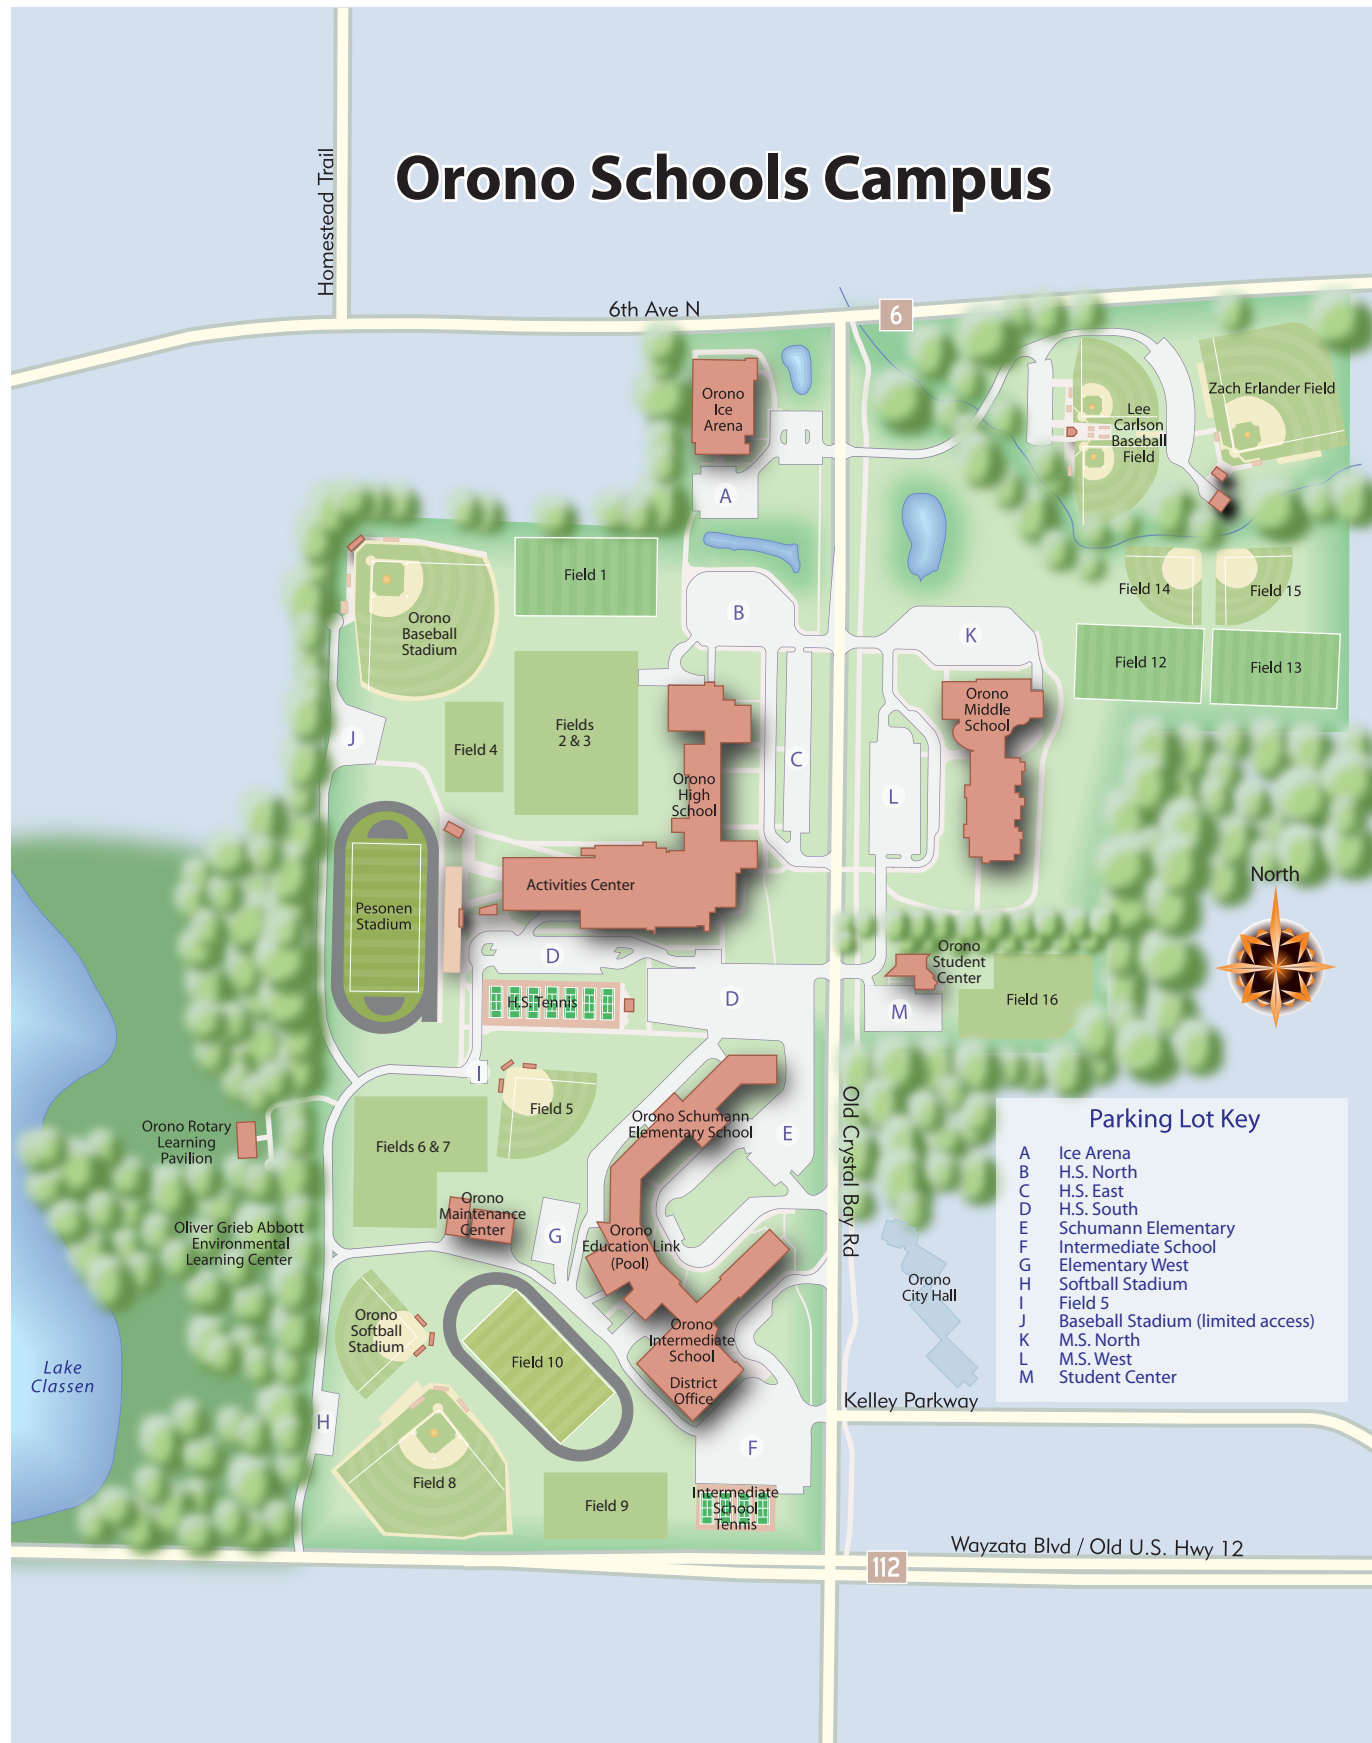 Orono Schools Campus
Homestead Trail
6th Ave N
6
Orono
Ice
Arena
A
Lee
Carlson
Baseball
Field
Zach Erlander Field
Field 1
Orono
Baseball
Stadium
B
K
Field 14
Field 15
Field 12
Field 13
J
Field 4
Fields
2 & 3
Orono
High
School
C
L
Orono
Middle
School
Activities Center
Pesonen
Stadium
North
D
H.S. Tennis
D
Orono
Student
Center
M
Field 16
I
Field 5
Orono Schumann
Elementary School
E
Old Crystal Bay Rd
Orono Rotary
Learning
Pavilion
Fields 6 & 7
Oliver Grieb Abbott
Environmental
Learning Center
Orono
Maintenance
Center
G
Orono
Education Link
(Pool)
Orono
City Hall
Parking Lot Key
A Ice Arena
B H.S. North
C H.S. East
D H.S. South
E Schumann Elementary
F Intermediate School
G Elementary West
H Softball Stadium
I Field 5
J Baseball Stadium (limited access)
K M.S. North
L M.S. West
M Student Center
Orono
Softball
Stadium
Field 10
Orono
Intermediate
School
District
Office
Lake
Classen
H
Kelley Parkway
F
Field 8
Field 9
Intermediate
School
Tennis
Wayzata Blvd / Old U.S. Hwy 12
112